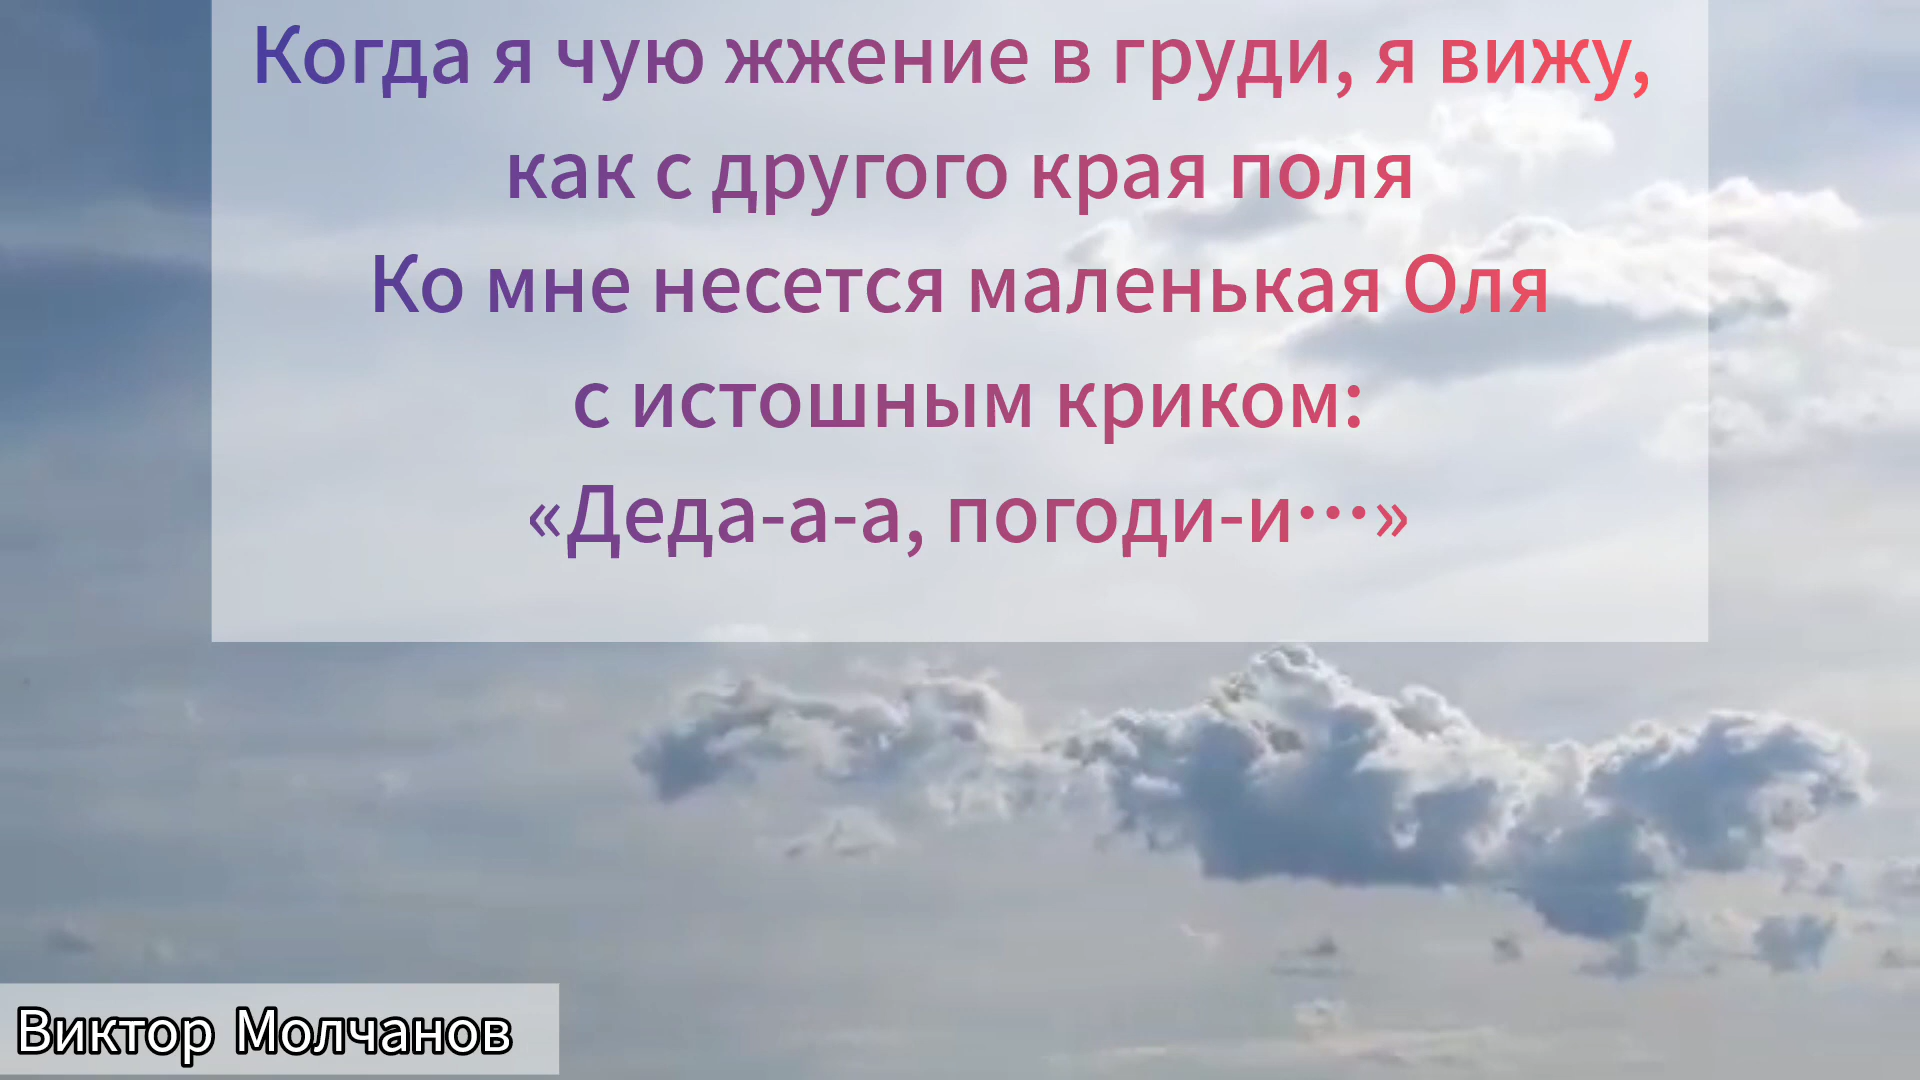 Когда я чую жжение в груди, я вижу,
как с другого края поля
Ко мне несется маленькая Оля
с истошным криком:
«Деда-а-а, погоди-и…»
Виктор Молчанов